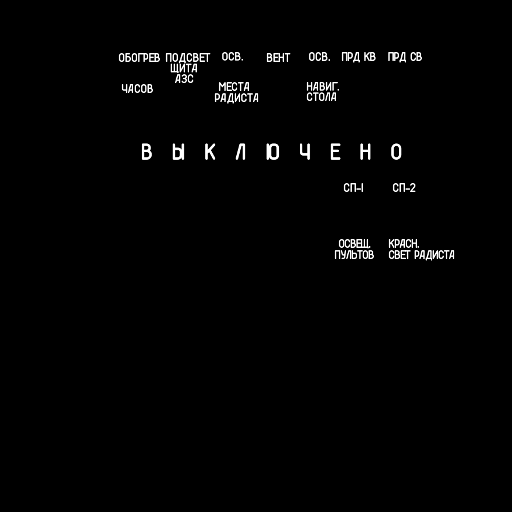 ОБОГРЕВ ПОДСВЕТ ОСВ. ВЕНТ ОСВ. ПРД КВ ПРД СВ
ЩИТА
АЗС
ЧАСОВ МЕСТА НАВИГ.
РАДИСТА СТОЛА
ВЫКЛЮЧЕНО
СП-1 СП-2
ОСВЕЩ. КРАСН.
ПУЛЬТОВ СВЕТ РАДИСТА